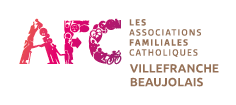 AFC
LES
ASSOCIATIONS
FAMILIALES
CATHOLIQUES
VILLEFRANCHE
BEAUJOLAIS